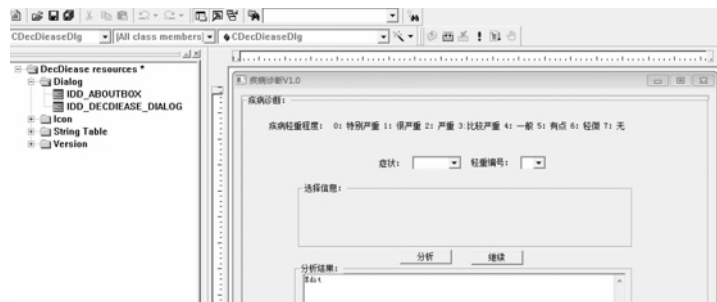 CDecDieaseDlg
[All class members]
CDecDieaseDlg
DecDiease resources *
Dialog
IDD_ABOUTBOX
IDD_DECDIEASE_DIALOG
Icon
String Table
Version
疾病诊断V1.0
疾病诊断:
疾病轻重程度: 0: 特别严重 1: 很严重 2: 严重 3:比较严重 4: 一般 5: 有点 6: 轻微 7: 无
症状:
轻重编号:
选择信息:
分析
继续
分析结果:
Edit